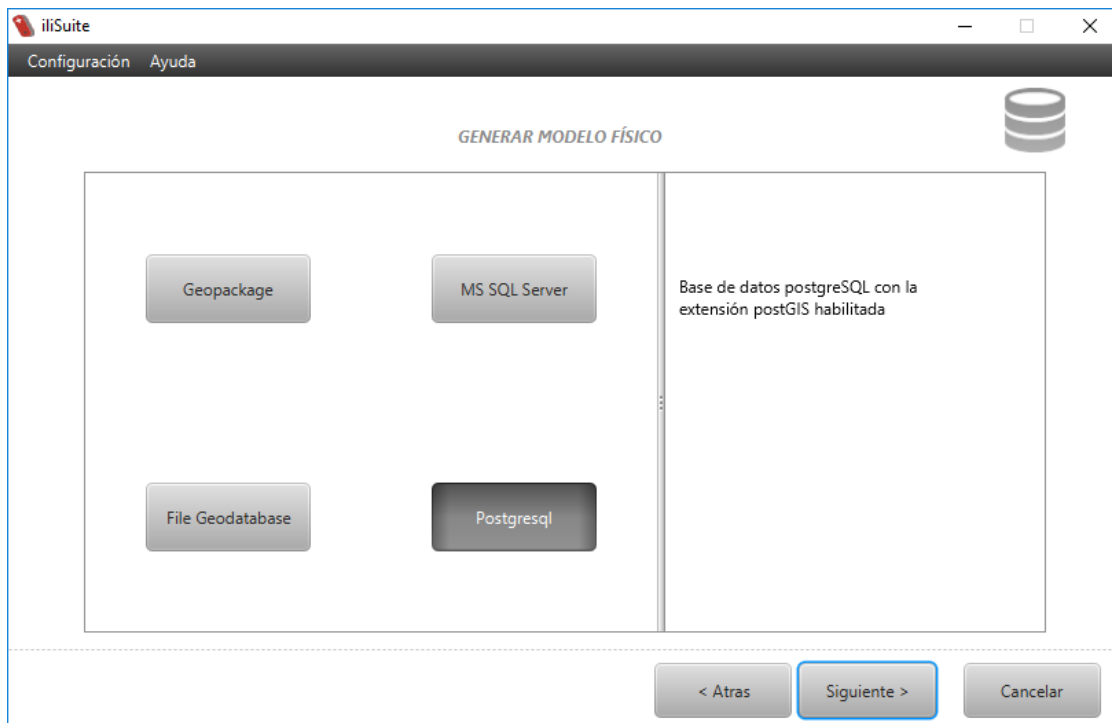 iliSuite
Configuración Ayuda
GENERAR MODELO FÍSICO
Geopackage
MS SQL Server
Base de datos postgreSQL con la
extensión postGIS habilitada
File Geodatabase
Postgresql
< Atras
Siguiente >
Cancelar